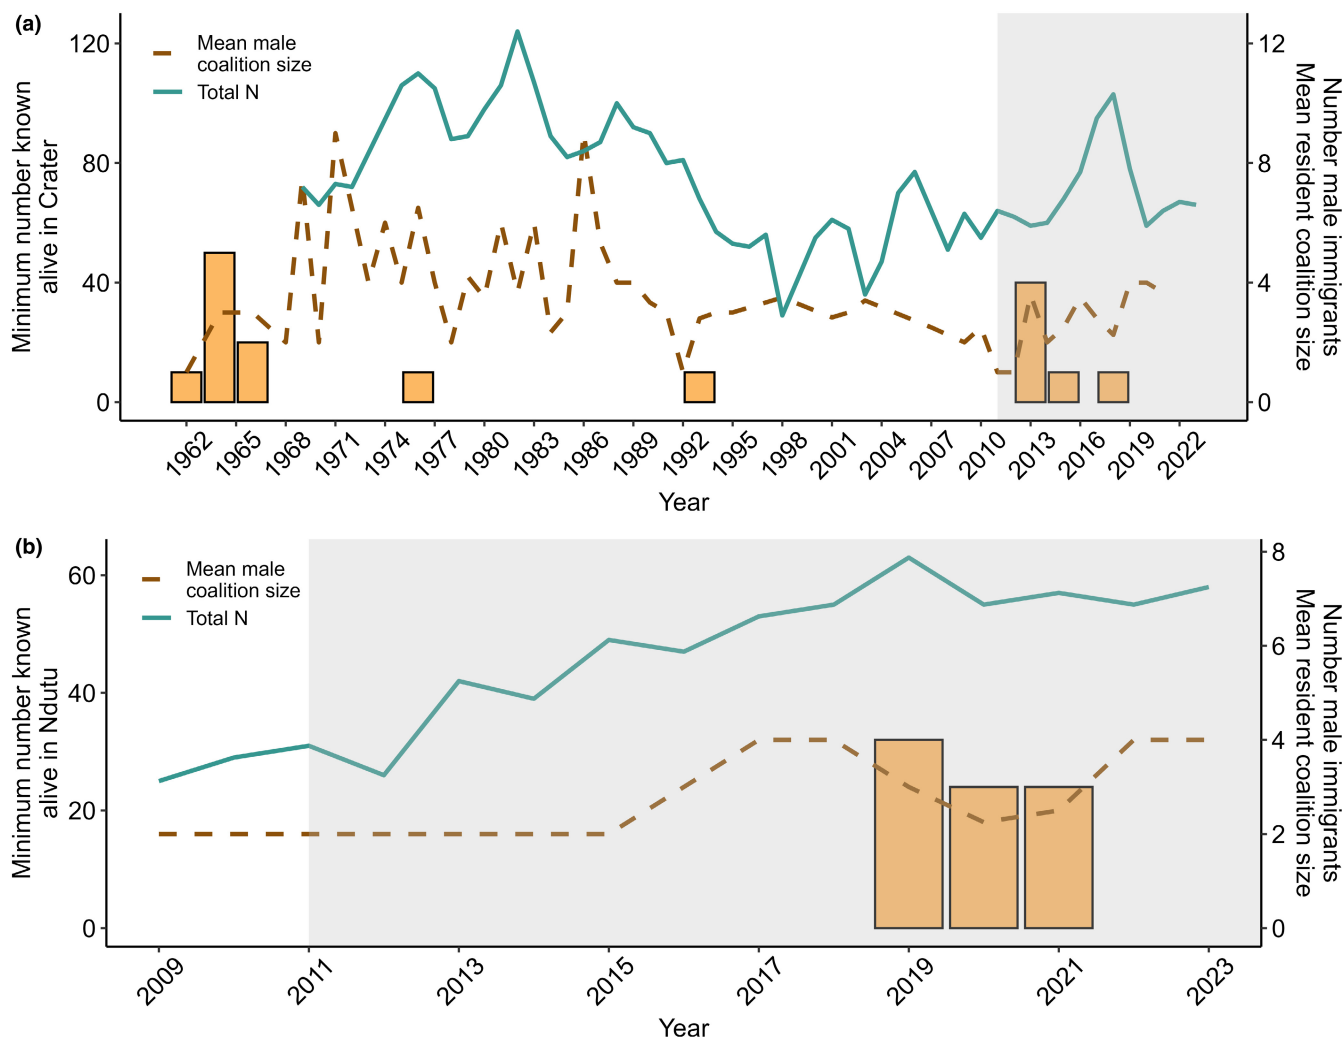 (a)
Mean male
coalition size
Total N
120
80
40
0
12
8
4
0
Minimum number known
alive in Crater
Number male immigrants
Mean resident coalition size
1962
1965
1968
1971
1974
1977
1980
1983
1986
1989
1992
1995
1998
2001
2004
2007
2010
2013
2016
2019
2022
Year
(b)
Mean male
coalition size
Total N
60
40
20
0
8
6
4
2
0
Minimum number known
alive in Ndutu
Number male immigrants
Mean resident coalition size
2009
2011
2013
2015
2017
2019
2021
2023
Year